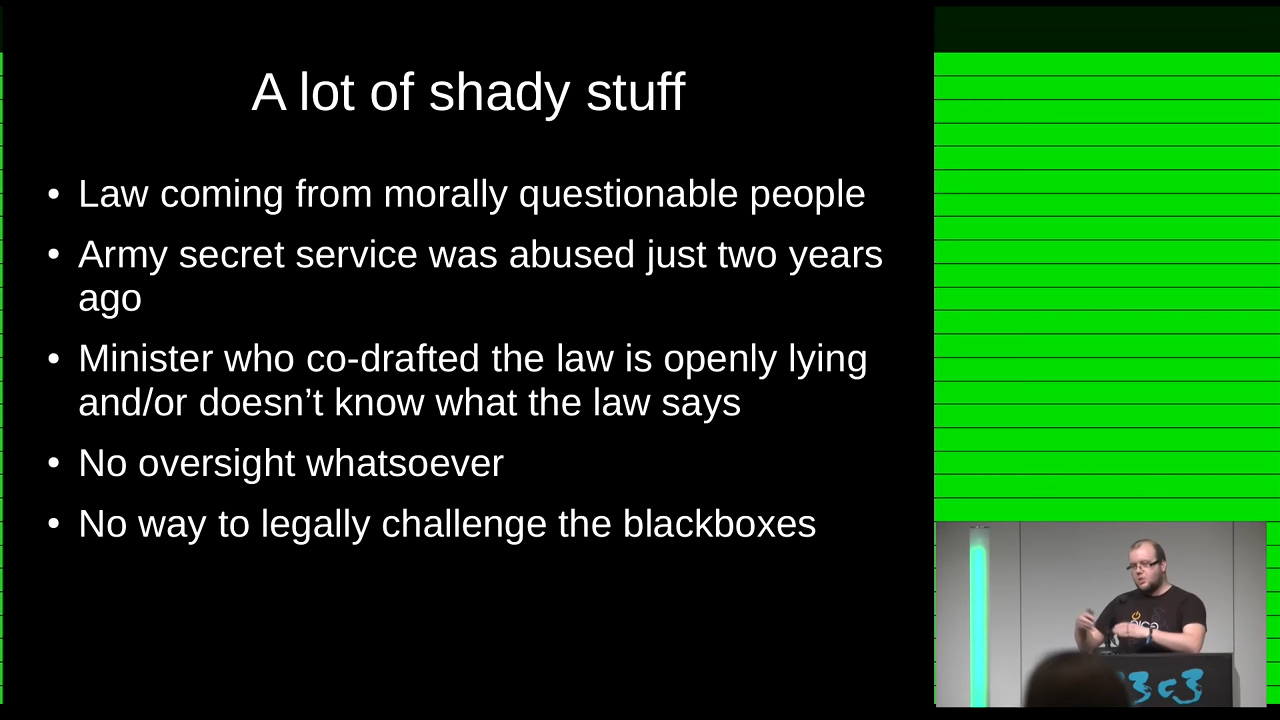 A lot of shady stuff
• Law coming from morally questionable people
• Army secret service was abused just two years
ago
• Minister who co-drafted the law is openly lying
and/or doesn’t know what the law says
• No oversight whatsoever
• No way to legally challenge the blackboxes
3c3